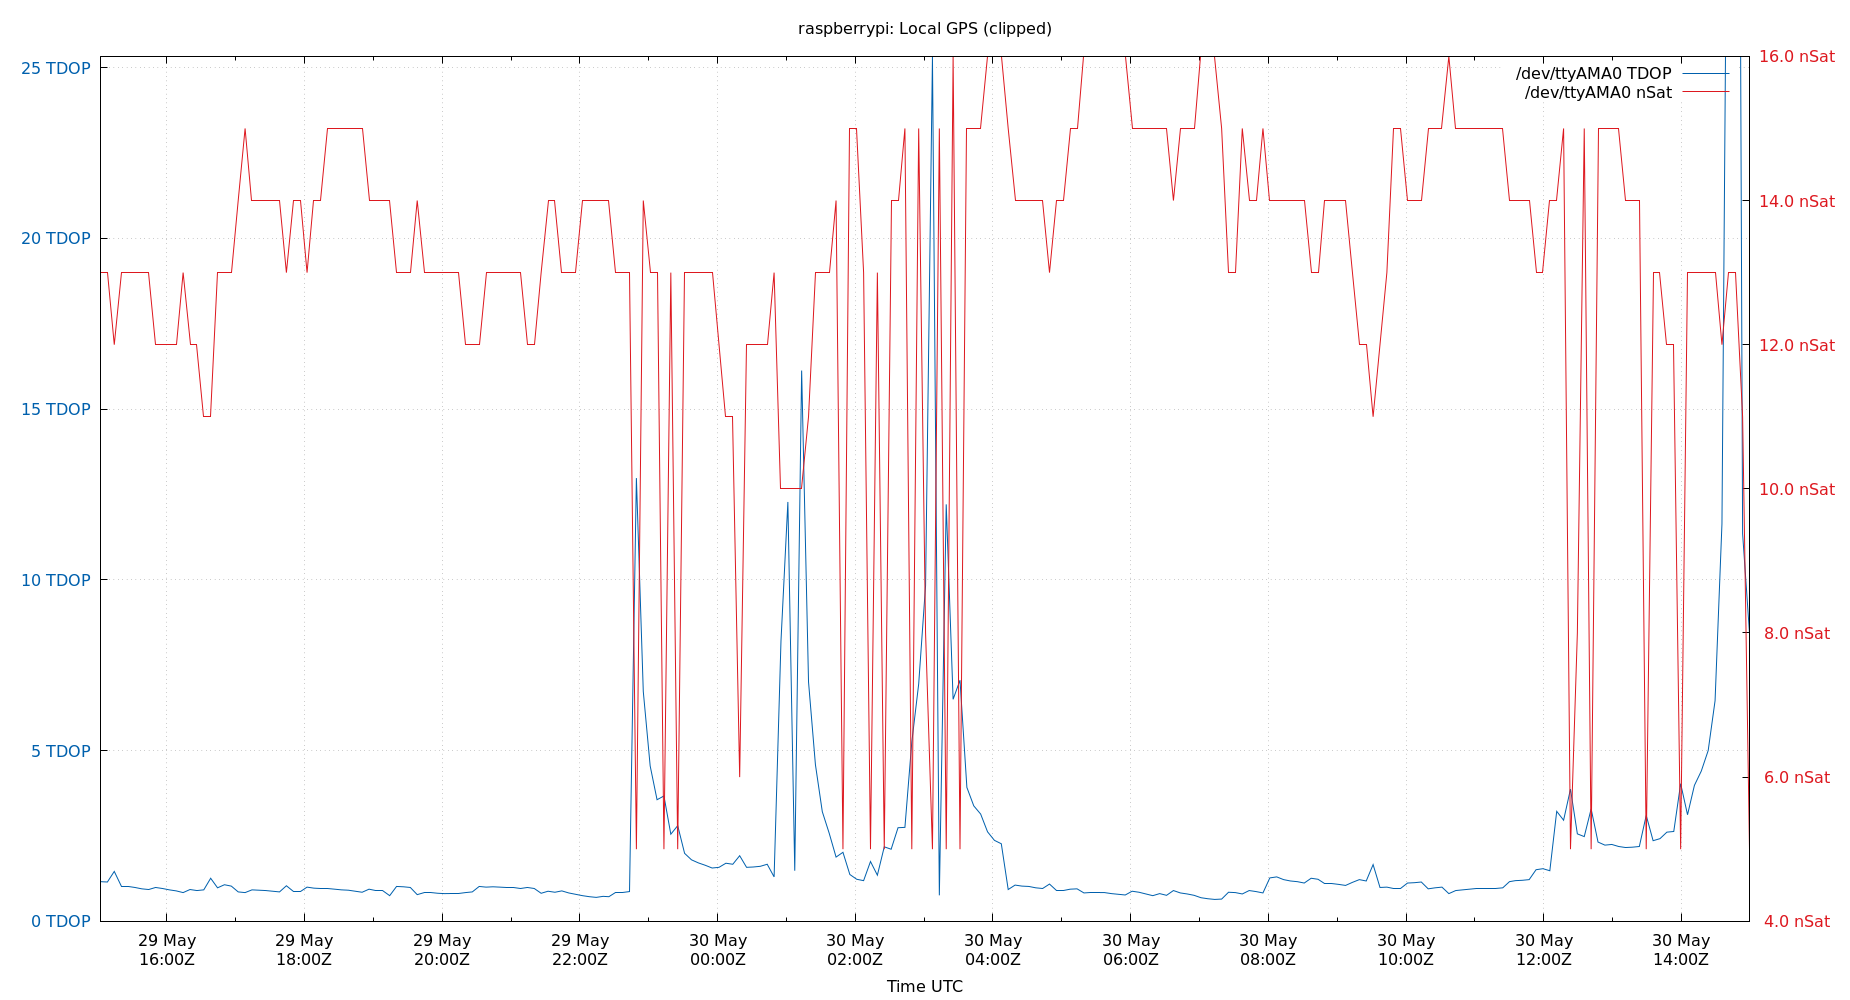 raspberrypi: Local GPS (clipped)
/dev/ttyAMA0 TDOP
/dev/ttyAMA0 nSat
25 TDOP
20 TDOP
15 TDOP
10 TDOP
5 TDOP
0 TDOP
16.0 nSat
14.0 nSat
12.0 nSat
10.0 nSat
8.0 nSat
6.0 nSat
4.0 nSat
29 May
16:00Z
29 May
18:00Z
29 May
20:00Z
29 May
22:00Z
30 May
00:00Z
30 May
02:00Z
30 May
04:00Z
30 May
06:00Z
30 May
08:00Z
30 May
10:00Z
30 May
12:00Z
30 May
14:00Z
Time UTC